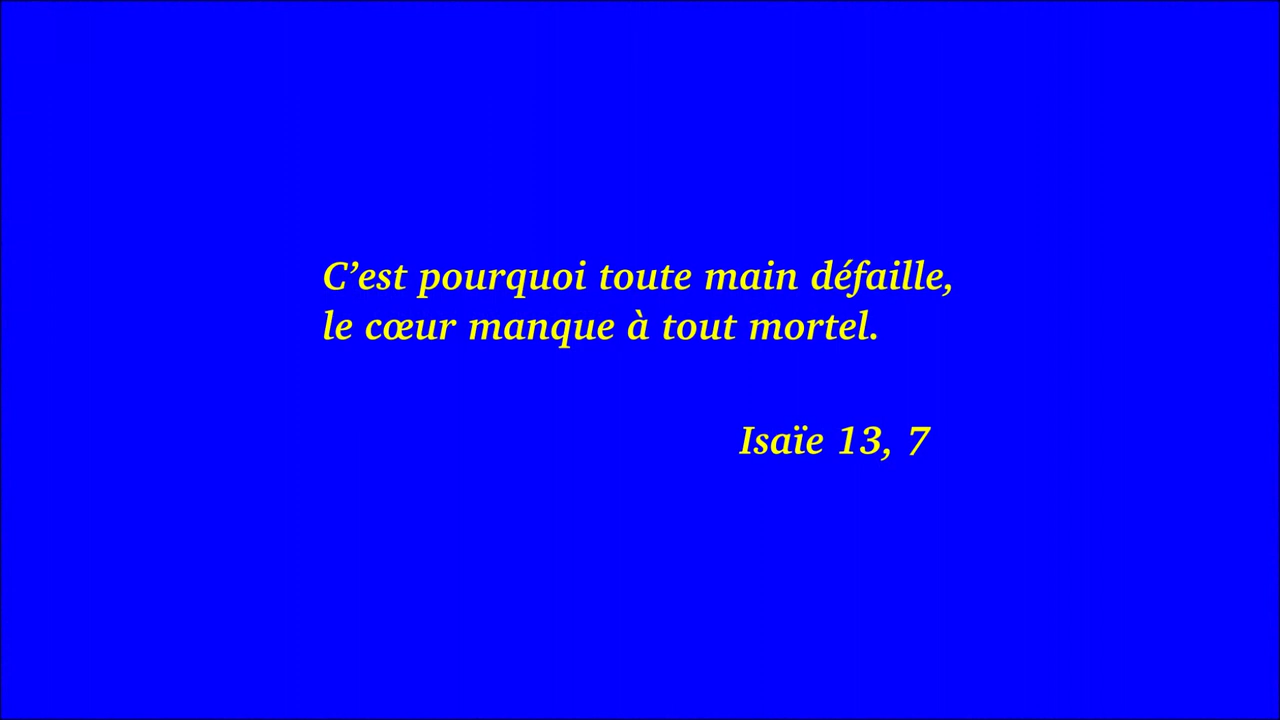 C’est pourquoi toute main défaille,
le cœur manque à tout mortel.
Isaïe 13, 7